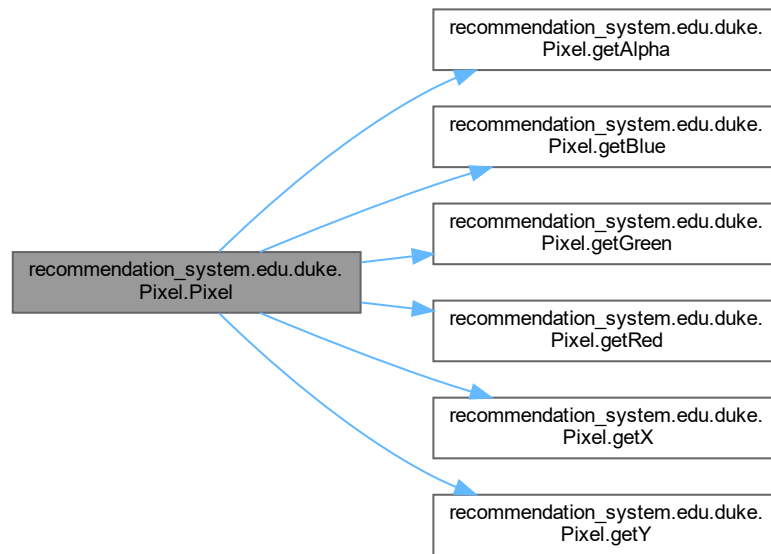 recommendation_system.edu.duke.
Pixel.getAlpha
recommendation_system.edu.duke.
Pixel.getBlue
recommendation_system.edu.duke.
Pixel.getGreen
recommendation_system.edu.duke.
Pixel.Pixel
recommendation_system.edu.duke.
Pixel.getRed
recommendation_system.edu.duke.
Pixel.getX
recommendation_system.edu.duke.
Pixel.getY